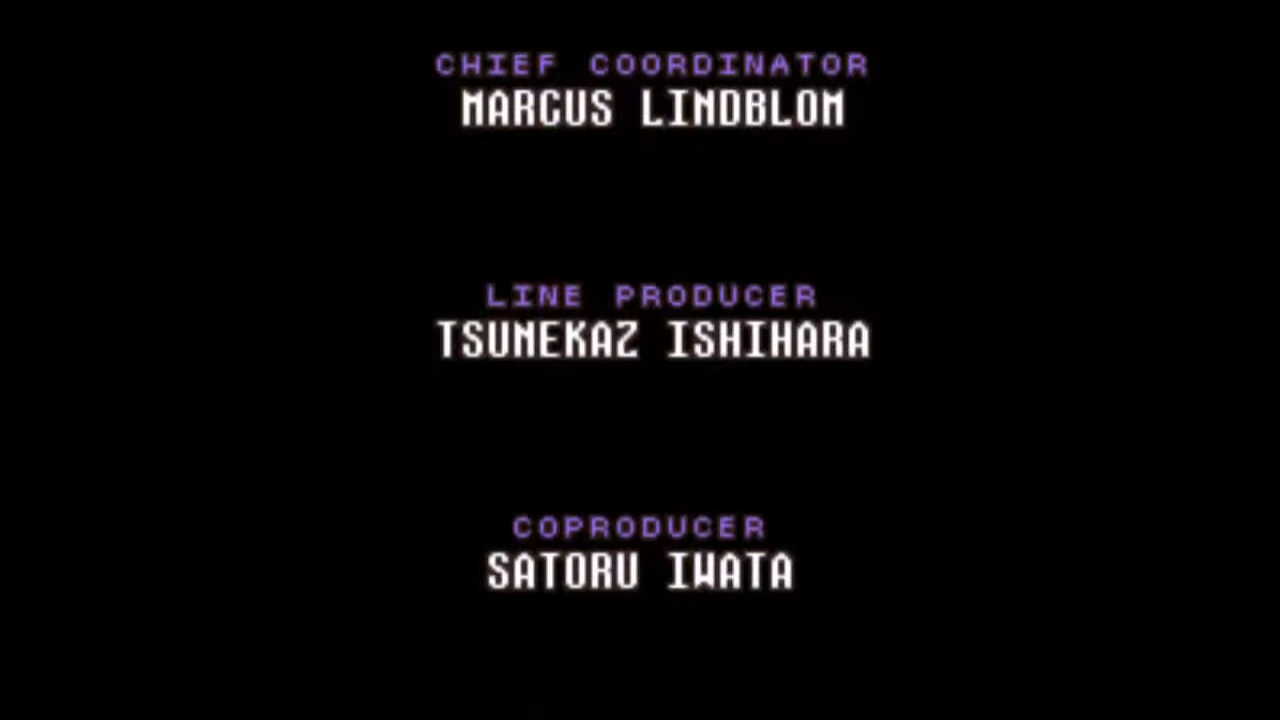 CHIEF COORDINATOR
MARCUS LINDBLOM
LINE PRODUCER
TSUNEKAZ ISHIHARA
COPRODUCER
SATORU IWATA